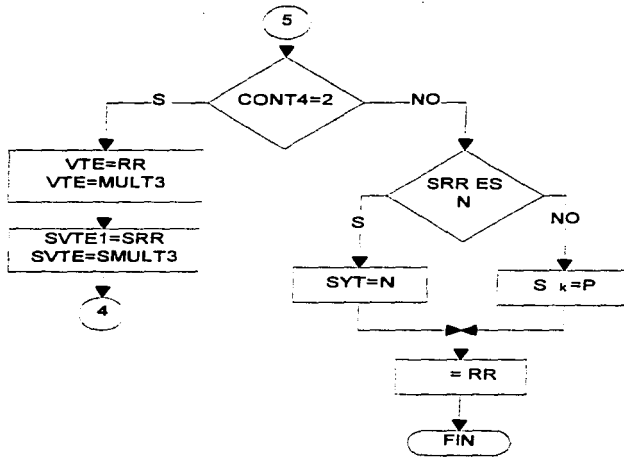 5
CONT4=2
S
NO
VTE=RR
VTE=MULT3
SRR ES
N
S
NO
SVTE1=SRR
SVTE=SMULT3
SYT=N
S k=P
4
= RR
FIN